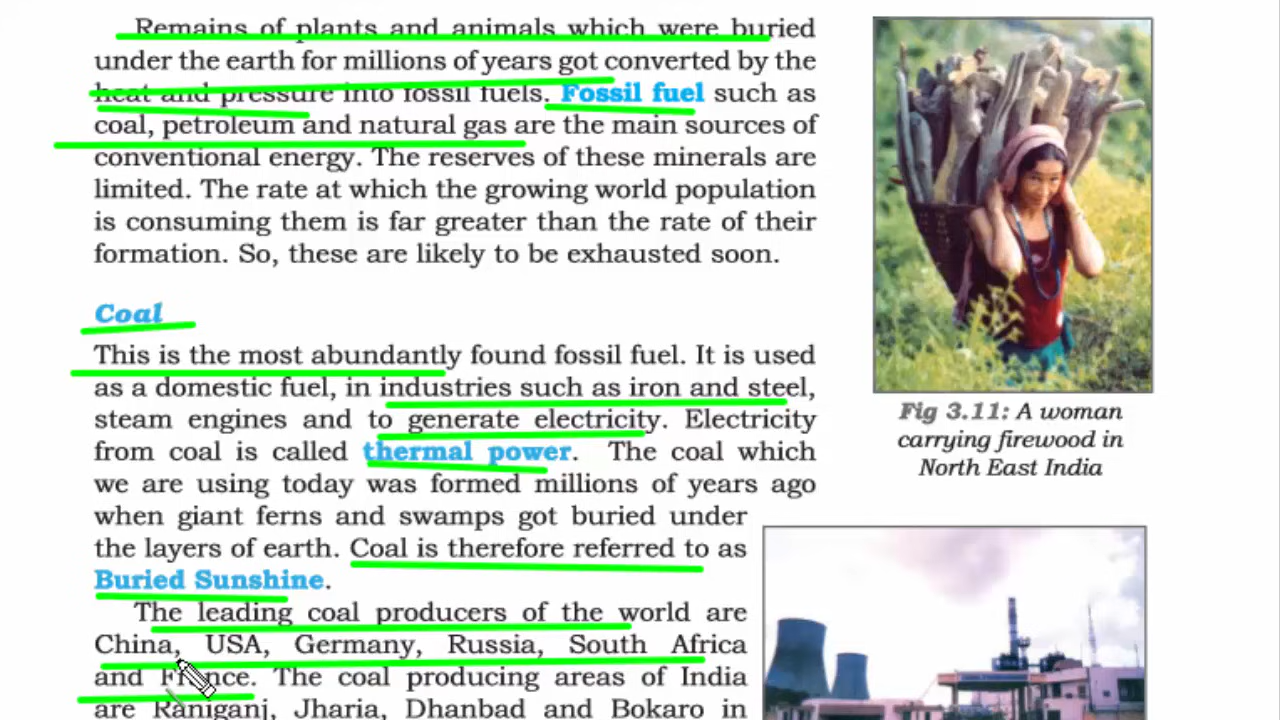 Remains of plants and animals which were buried
under the earth for millions of years got converted by the
heat and pressure into fossil fuels. Fossil fuel such as
coal, petroleum and natural gas are the main sources of
conventional energy. The reserves of these minerals are
limited. The rate at which the growing world population
is consuming them is far greater than the rate of their
formation. So, these are likely to be exhausted soon.
Coal
This is the most abundantly found fossil fuel. It is used
as a domestic fuel, in industries such as iron and steel,
steam engines and to generate electricity. Electricity
from coal is called thermal power. The coal which
we are using today was formed millions of years ago
when giant ferns and swamps got buried under
the layers of earth. Coal is therefore referred to as
Buried Sunshine.
The leading coal producers of the world are
China, USA, Germany, Russia, South Africa
and France. The coal producing areas of India
are Raniganj, Jharia, Dhanbad and Bokaro in
Fig 3.11: A woman
carrying firewood in
North East India